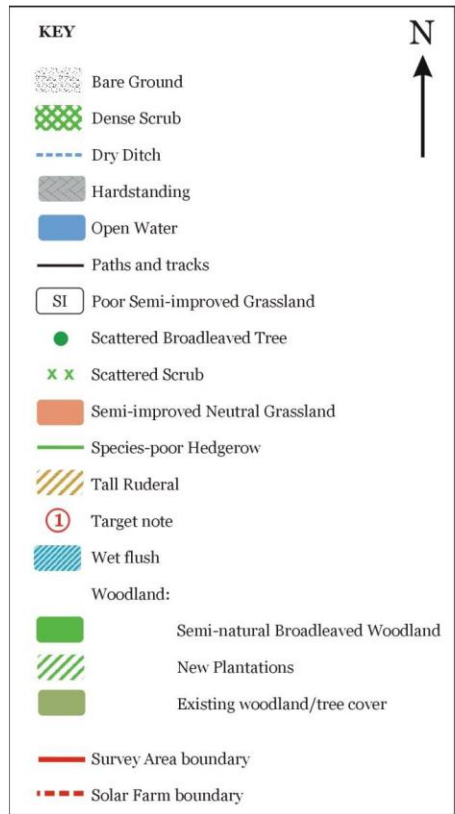 KEY
N
Bare Ground
Dense Scrub
Dry Ditch
Hardstanding
Open Water
Paths and tracks
SI Poor Semi-improved Grassland
Scattered Broadleaved Tree
x x Scattered Scrub
Semi-improved Neutral Grassland
Species-poor Hedgerow
Tall Ruderal
1 Target note
Wet flush
Woodland:
Semi-natural Broadleaved Woodland
New Plantations
Existing woodland/tree cover
Survey Area boundary
Solar Farm boundary